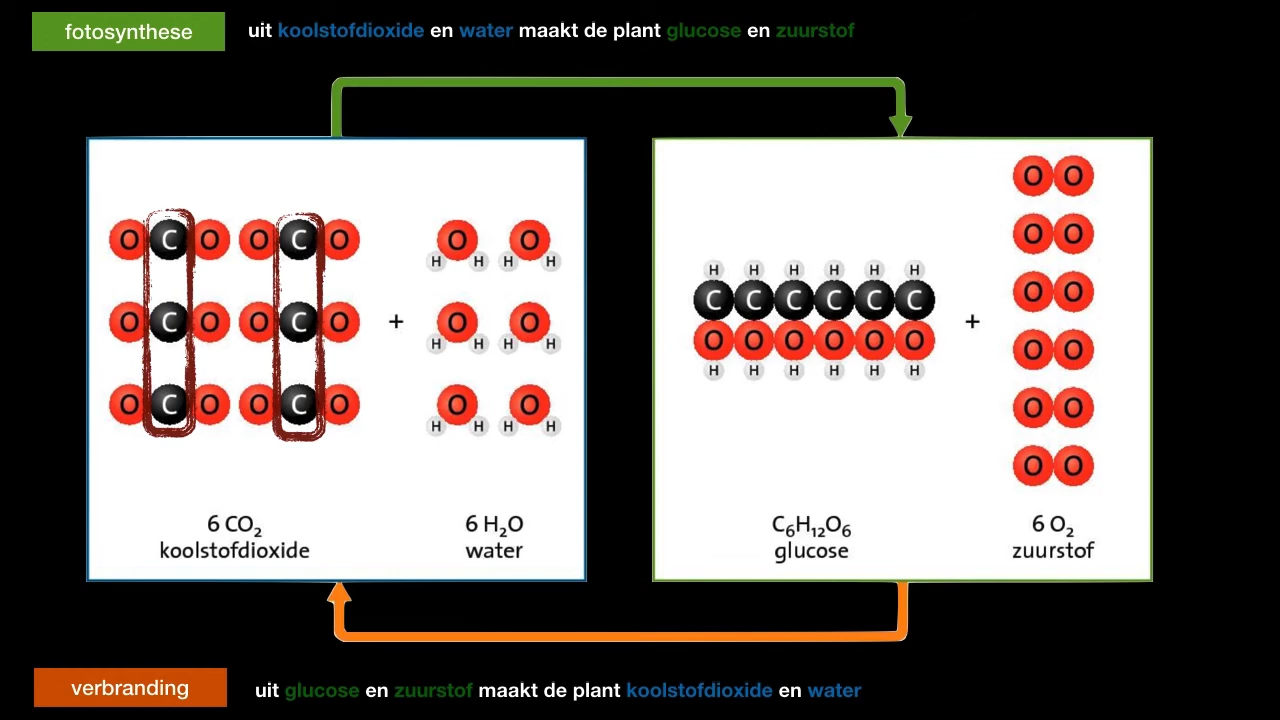 fotosynthese
uit koolstofdioxide en water maakt de plant glucose en zuurstof
O C O O C O
O O
H H H H
O C O O C O
+
O O
H H H H
O C O O C O
O O
H H H H
6 CO₂
koolstofdioxide
6 H₂O
water
H H H H H H
C C C C C C
O O O O O O
H H H H H H
+
O O
O O
O O
O O
O O
O O
C₆H₁₂O₆
glucose
6 O₂
zuurstof
verbranding
uit glucose en zuurstof maakt de plant koolstofdioxide en water